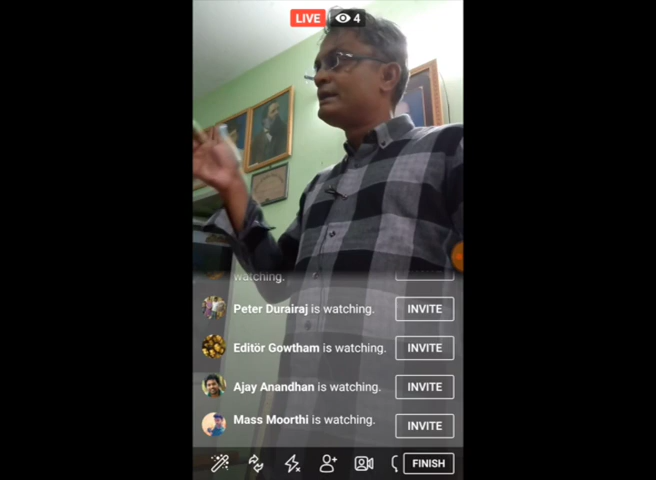 LIVE 4
watching.
Peter Durairaj is watching.
INVITE
Editör Gowtham is watching.
INVITE
Ajay Anandhan is watching.
INVITE
Mass Moorthi is watching.
INVITE
FINISH